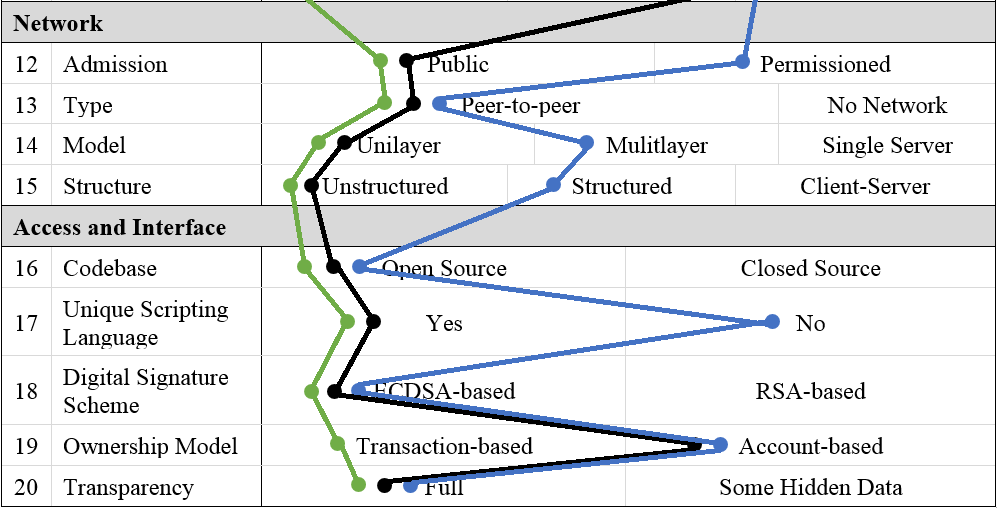 Network
12 Admission Public Permissioned
13 Type Peer-to-peer No Network
14 Model Unilayer Mulitlayer Single Server
15 Structure Unstructured Structured Client-Server
Access and Interface
16 Codebase Open Source Closed Source
17 Unique Scripting Language Yes No
18 Digital Signature Scheme ECDSA-based RSA-based
19 Ownership Model Transaction-based Account-based
20 Transparency Full Some Hidden Data